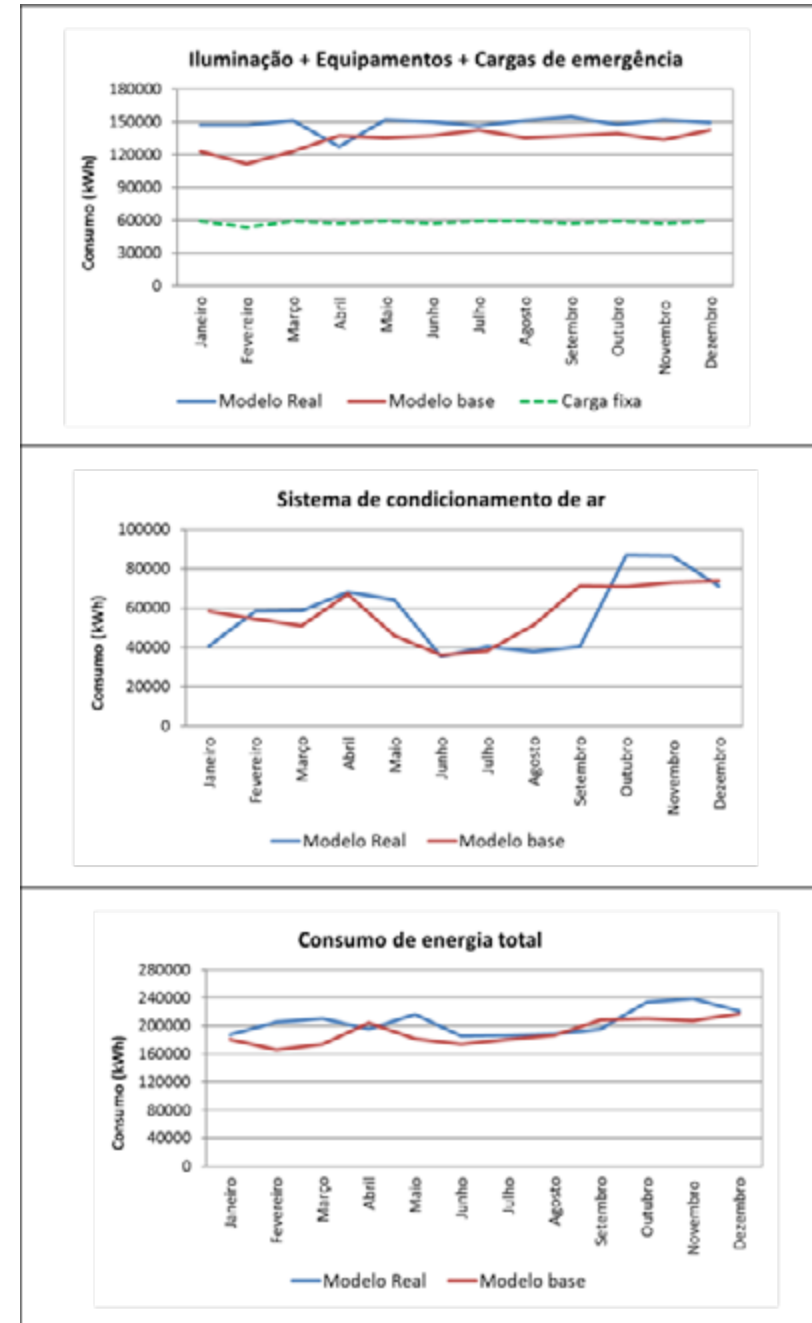 Iluminação + Equipamentos + Cargas de emergência
180000
150000
120000
90000
60000
30000
0
Consumo (kWh)
Janeiro
Fevereiro
Março
Abril
Maio
Junho
Julho
Agosto
Setembro
Outubro
Novembro
Dezembro
Modelo Real Modelo base Carga fixa
Sistema de condicionamento de ar
100000
80000
60000
40000
20000
0
Consumo (kWh)
Janeiro
Fevereiro
Março
Abril
Maio
Junho
Julho
Agosto
Setembro
Outubro
Novembro
Dezembro
Modelo Real Modelo base
Consumo de energia total
280000
240000
200000
160000
120000
80000
40000
0
Consumo (kWh)
Janeiro
Fevereiro
Março
Abril
Maio
Junho
Julho
Agosto
Setembro
Outubro
Novembro
Dezembro
Modelo Real Modelo base